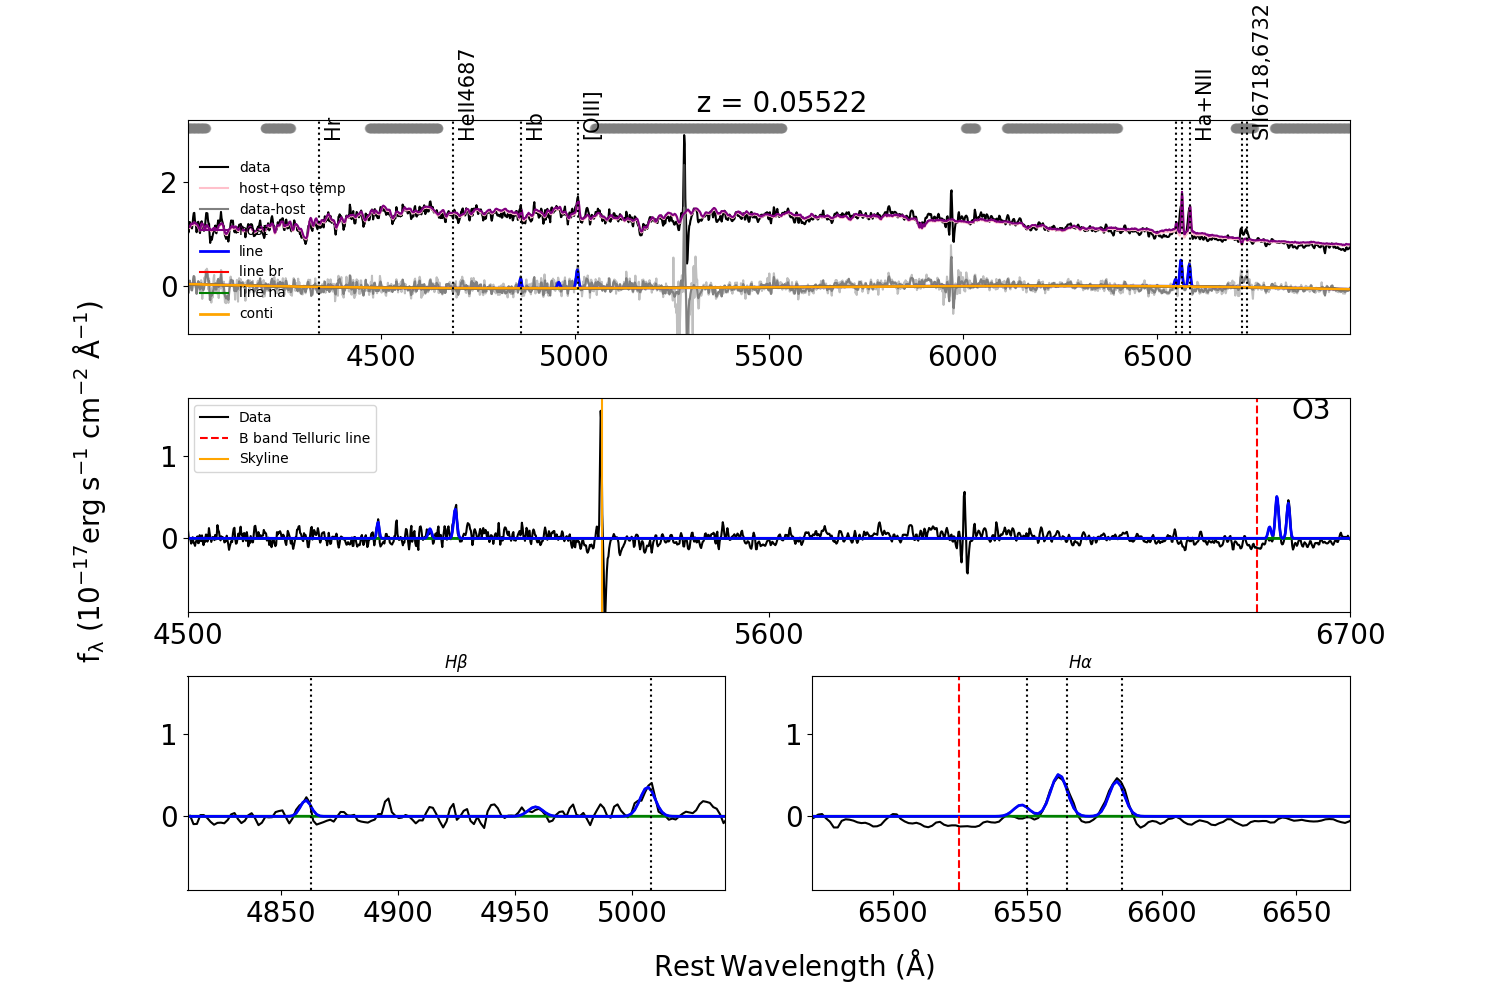 z = 0.05522
Hr
HeII4687
Hb
[OIII]
Ha+NII
SII6718,6732
data
host+qso temp
data-host
line
line br
line na
conti
2
0
4500 5000 5500 6000 6500
O3
Data
B band Telluric line
Skyline
1
0
4500 5600 6700
fλ (10−17erg s−1 cm−2 Å−1)
Hβ
1
0
4850 4900 4950 5000
Hα
1
0
6500 6550 6600 6650
Rest Wavelength (Å)